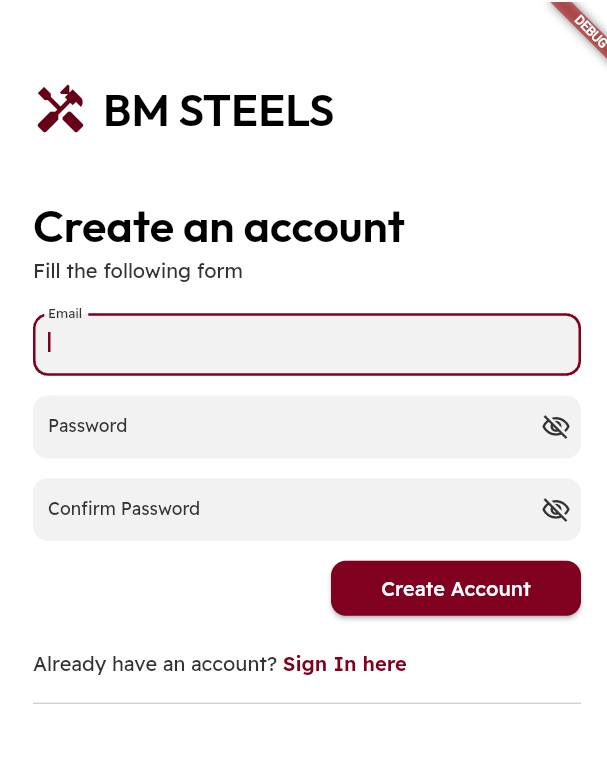 DEBUG
BM STEELS
Create an account
Fill the following form
Email
Password
Confirm Password
Create Account
Already have an account? Sign In here